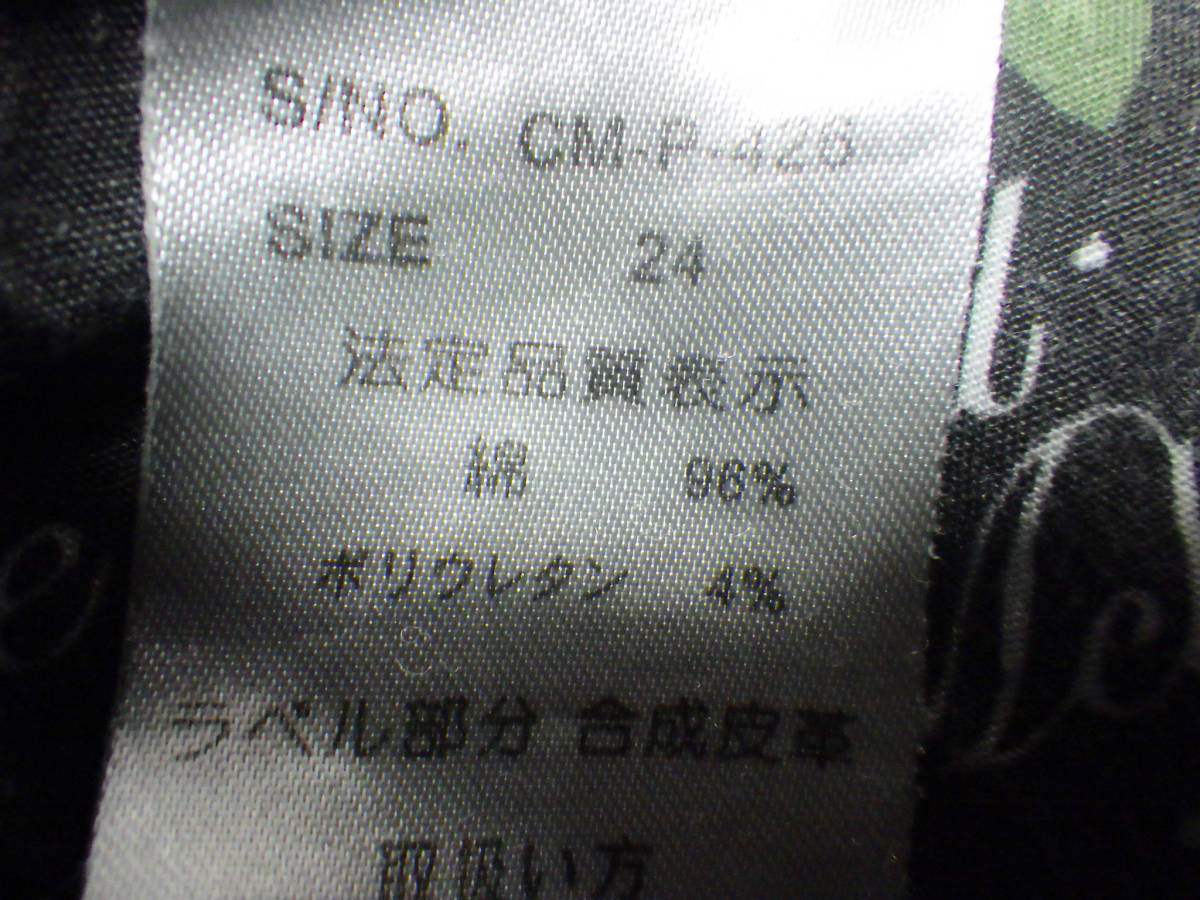 S/NO. CM-P-426
SIZE 24
法定品質表示
綿 96%
ポリウレタン 4%
ラベル部分 合成皮革
取扱い方